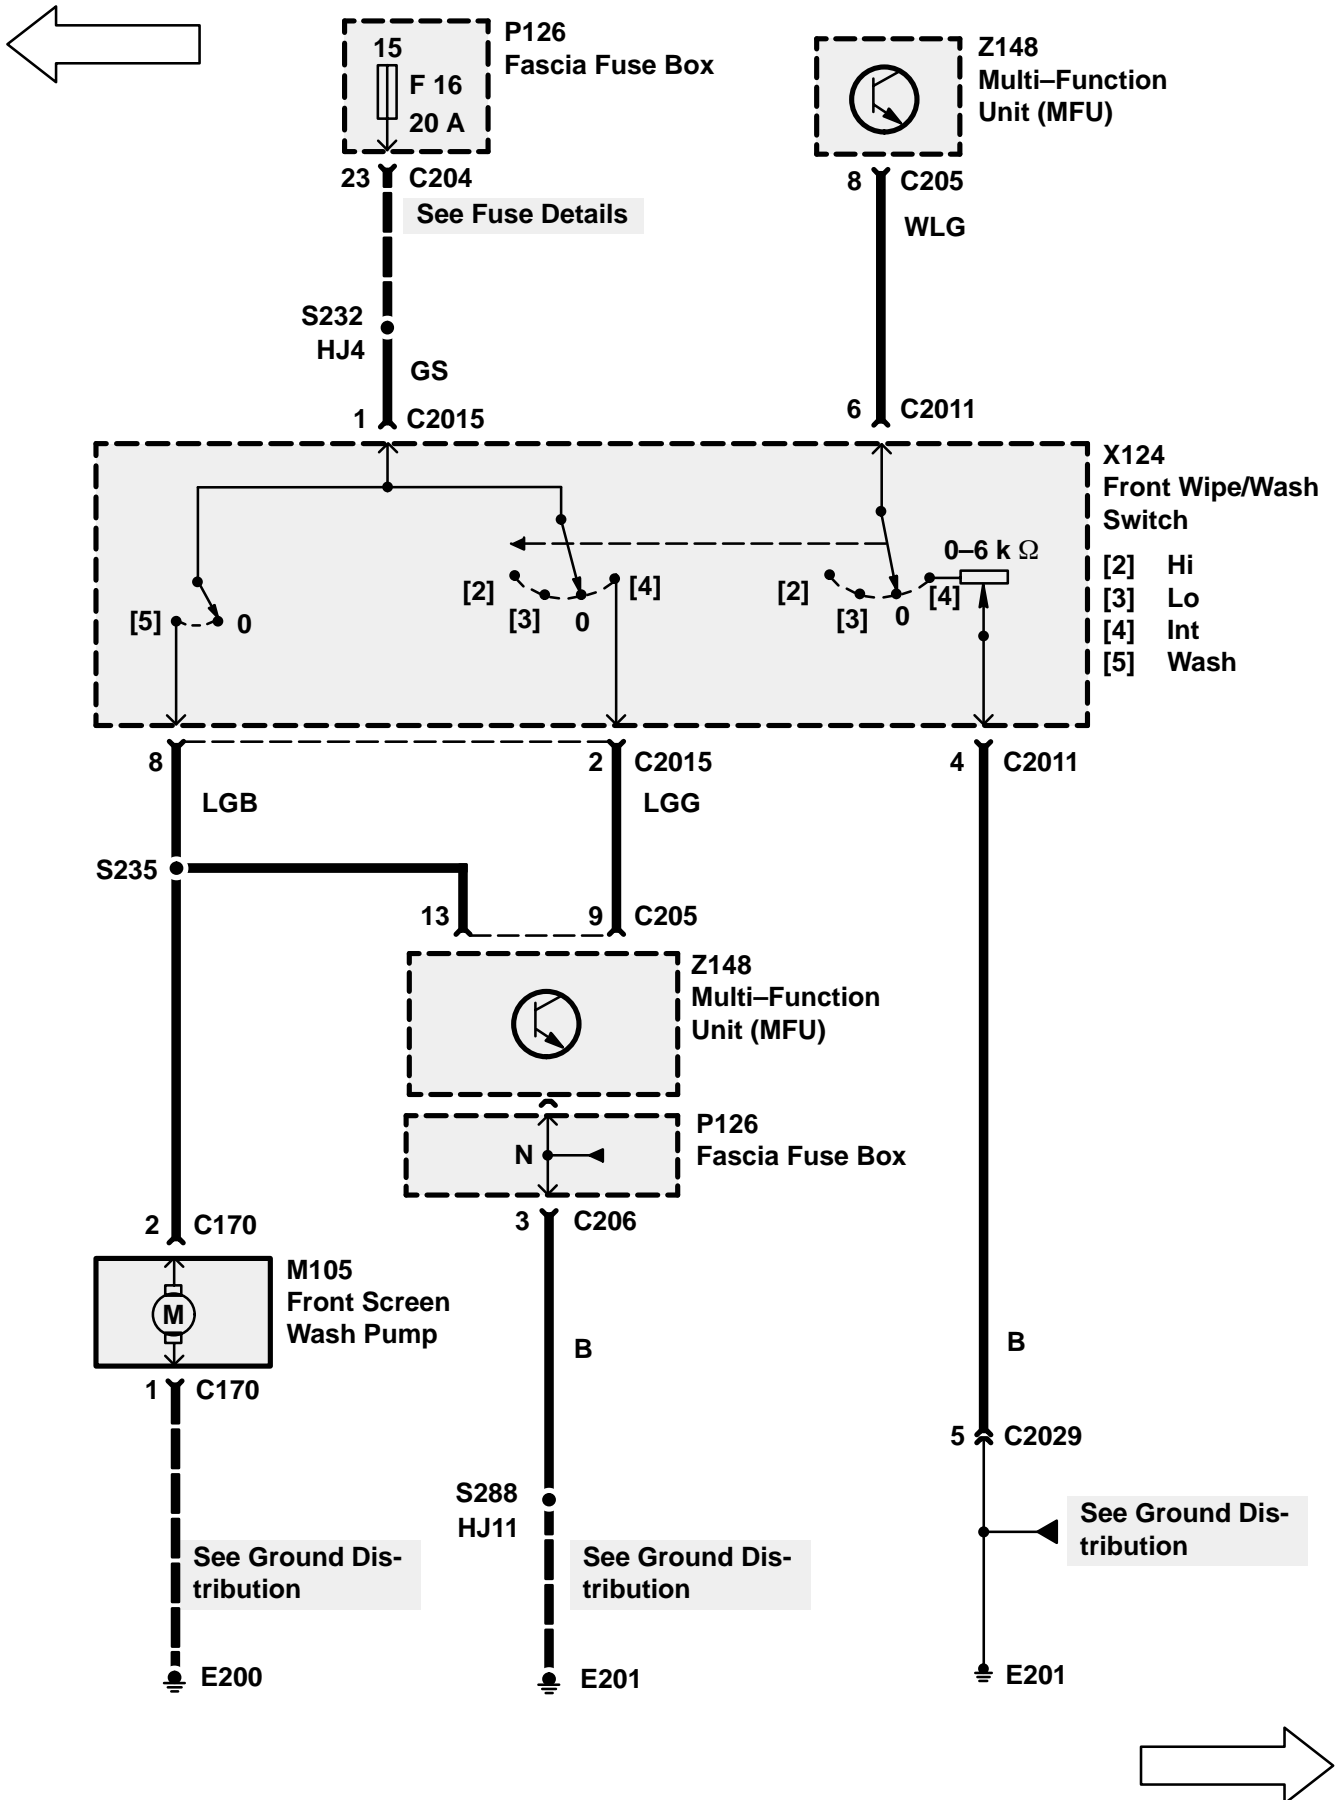 P126
Fascia Fuse Box
15
F 16
20 A
Z148
Multi–Function
Unit (MFU)
23 C204
See Fuse Details
8 C205
WLG
S232
HJ4
GS
1 C2015
6 C2011
X124
Front Wipe/Wash
Switch
[2] Hi
[3] Lo
[4] Int
[5] Wash
0–6 k Ω
[5] 0
[2] [3] 0 [4]
[2] [3] 0 [4]
8
2 C2015
4 C2011
LGB
LGG
S235
13
9 C205
Z148
Multi–Function
Unit (MFU)
P126
Fascia Fuse Box
N
2 C170
3 C206
M105
Front Screen
Wash Pump
M
B
B
1 C170
5 C2029
S288
HJ11
See Ground Dis-
tribution
See Ground Dis-
tribution
See Ground Dis-
tribution
E200
E201
E201